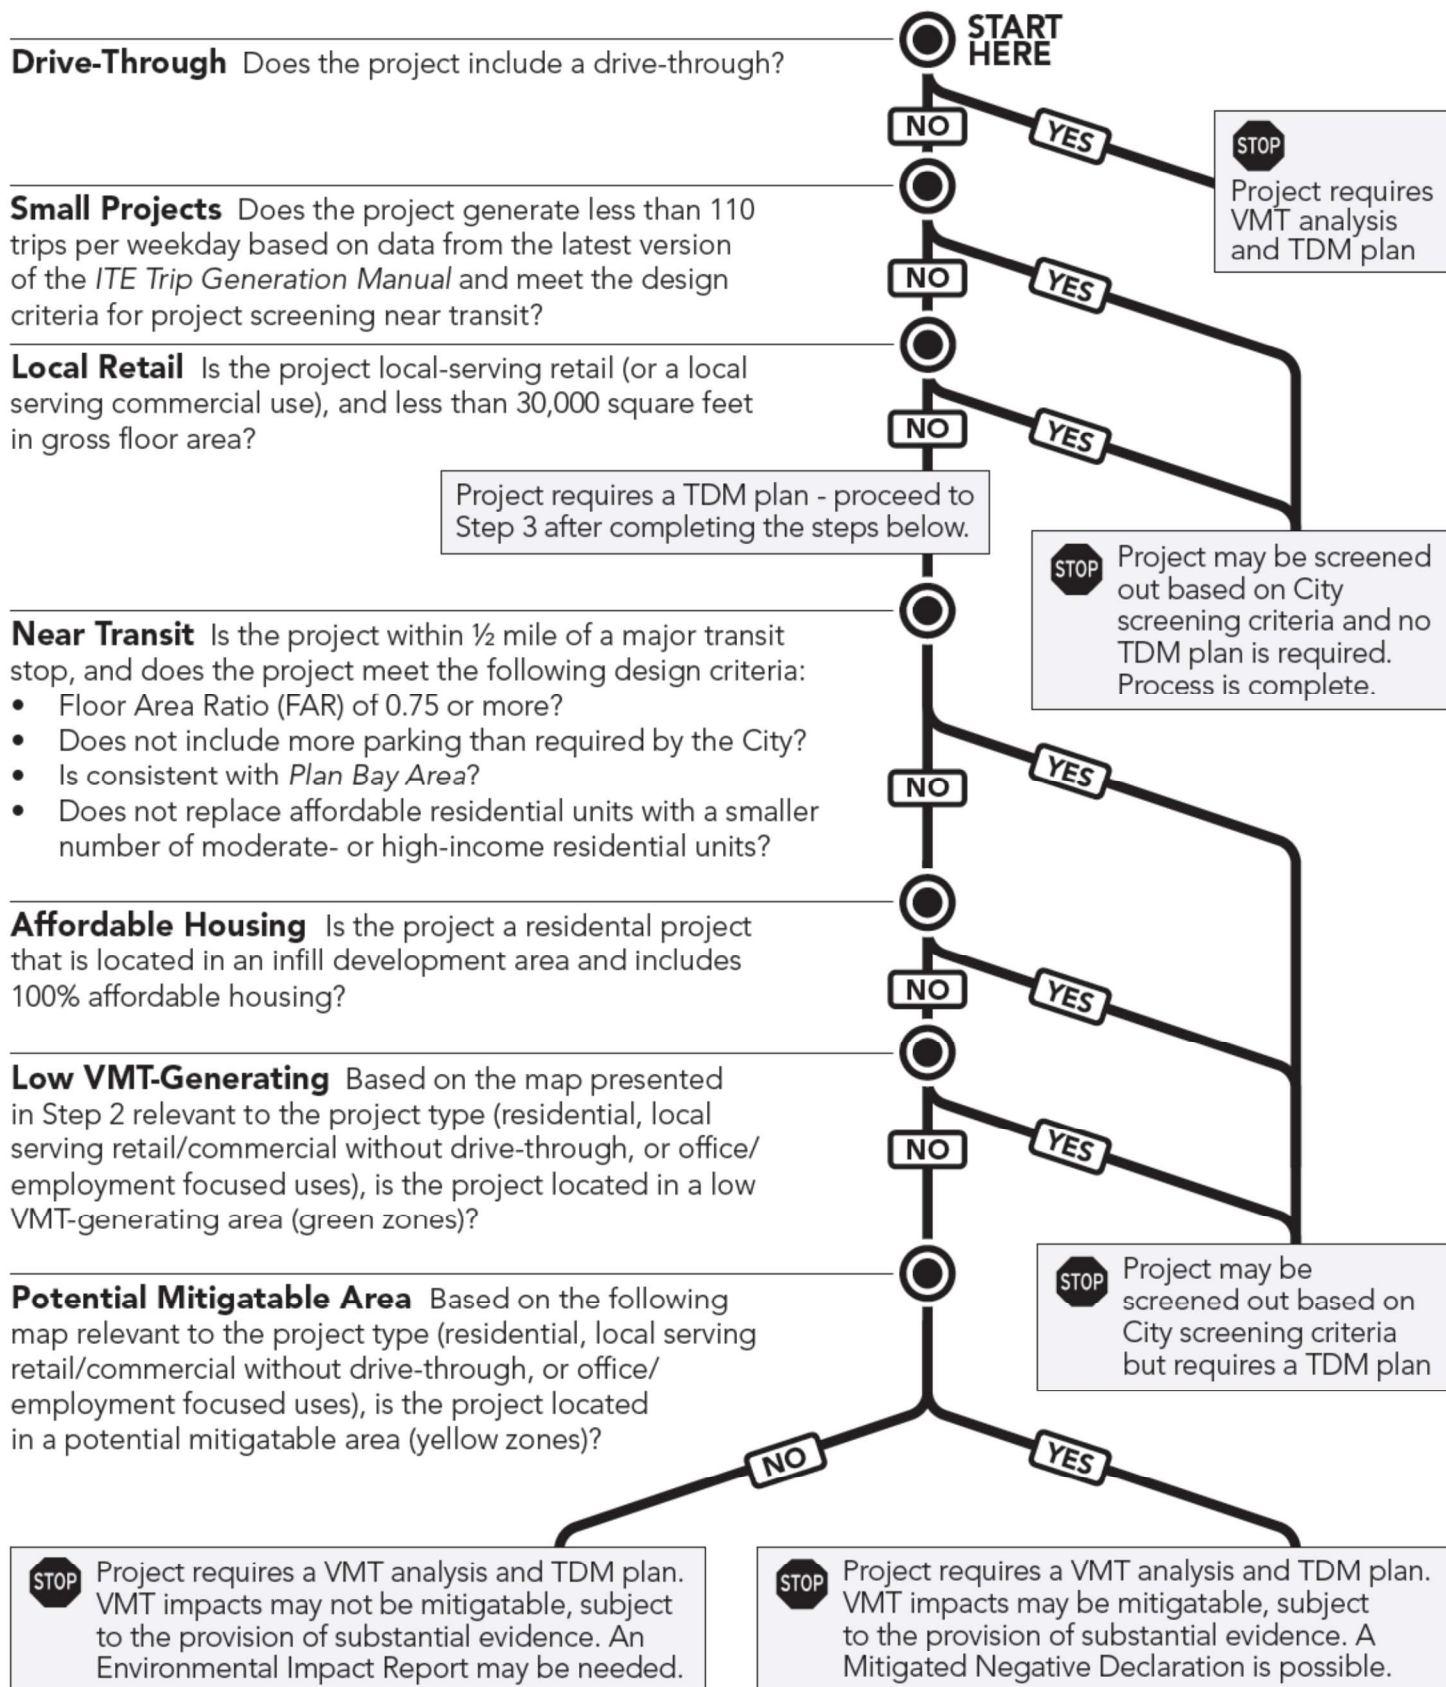 START
HERE
Drive-Through Does the project include a drive-through?
NO
YES
STOP
Project requires
VMT analysis
and TDM plan
Small Projects Does the project generate less than 110
trips per weekday based on data from the latest version
of the ITE Trip Generation Manual and meet the design
criteria for project screening near transit?
NO
YES
Local Retail Is the project local-serving retail (or a local
serving commercial use), and less than 30,000 square feet
in gross floor area?
NO
YES
Project requires a TDM plan - proceed to
Step 3 after completing the steps below.
STOP
Project may be screened
out based on City
screening criteria and no
TDM plan is required.
Process is complete.
Near Transit Is the project within ½ mile of a major transit
stop, and does the project meet the following design criteria:
• Floor Area Ratio (FAR) of 0.75 or more?
• Does not include more parking than required by the City?
• Is consistent with Plan Bay Area?
• Does not replace affordable residential units with a smaller
number of moderate- or high-income residential units?
NO
YES
Affordable Housing Is the project a residental project
that is located in an infill development area and includes
100% affordable housing?
NO
YES
Low VMT-Generating Based on the map presented
in Step 2 relevant to the project type (residential, local
serving retail/commercial without drive-through, or office/
employment focused uses), is the project located in a low
VMT-generating area (green zones)?
NO
YES
STOP
Project may be
screened out based on
City screening criteria
but requires a TDM plan
Potential Mitigatable Area Based on the following
map relevant to the project type (residential, local serving
retail/commercial without drive-through, or office/
employment focused uses), is the project located
in a potential mitigatable area (yellow zones)?
NO
YES
STOP
Project requires a VMT analysis and TDM plan.
VMT impacts may not be mitigatable, subject
to the provision of substantial evidence. An
Environmental Impact Report may be needed.
STOP
Project requires a VMT analysis and TDM plan.
VMT impacts may be mitigatable, subject
to the provision of substantial evidence. A
Mitigated Negative Declaration is possible.